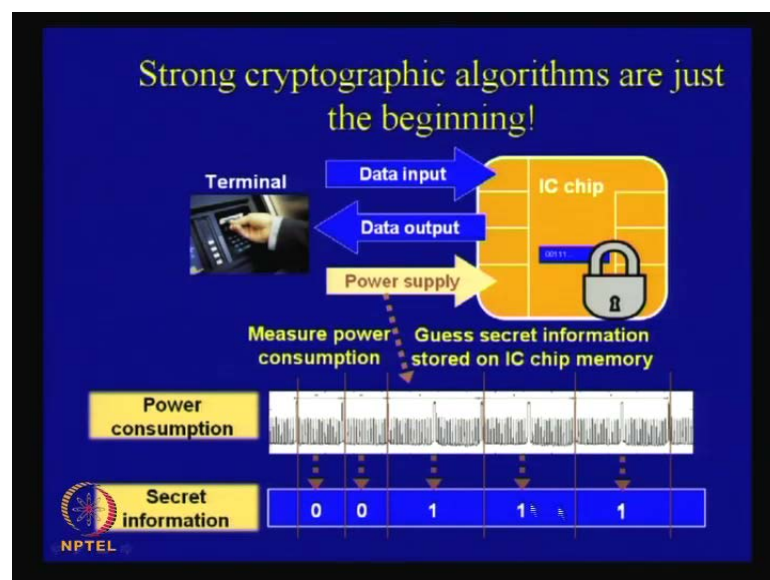 Strong cryptographic algorithms are just
the beginning!
Terminal
Data input
IC chip
Data output
00111...
Power supply
Measure power
consumption
Guess secret information
stored on IC chip memory
Power
consumption
Secret
information
0 0 1 1 1
NPTEL